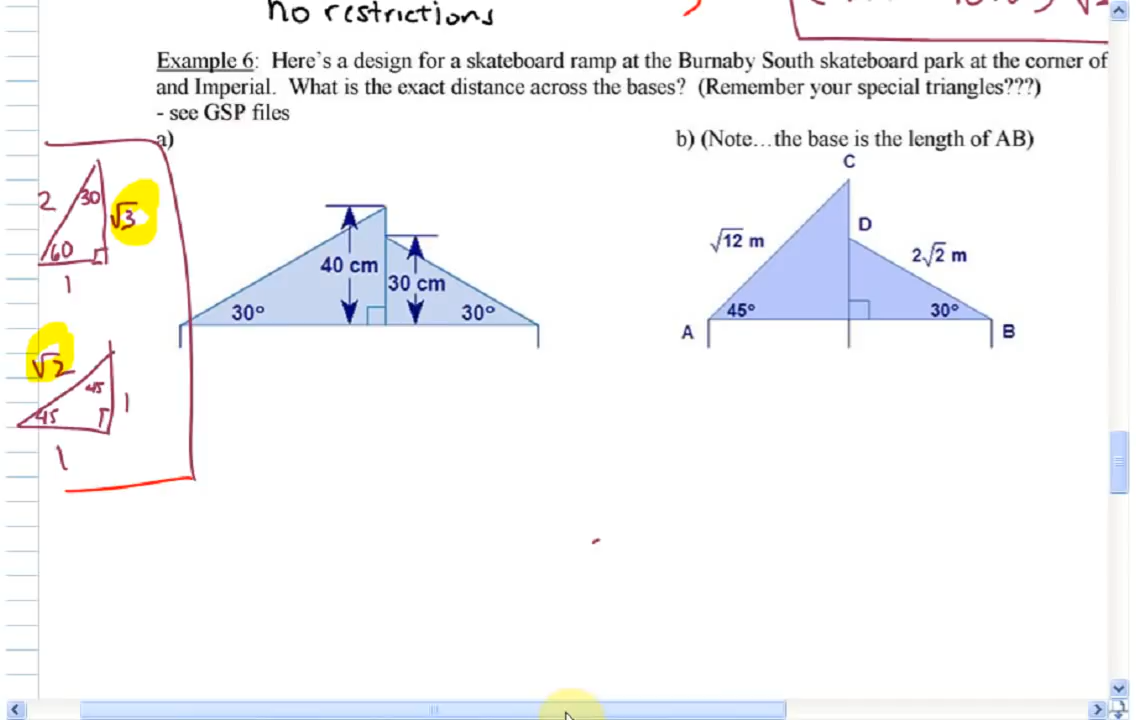 no restrictions
Example 6: Here's a design for a skateboard ramp at the Burnaby South skateboard park at the corner of
and Imperial. What is the exact distance across the bases? (Remember your special triangles???)
- see GSP files
a)
b) (Note…the base is the length of AB)
2
30
√3
60
1
√2
45
45
1
1
40 cm
30 cm
30°
30°
C
D
√12 m
2√2 m
45°
30°
A
B